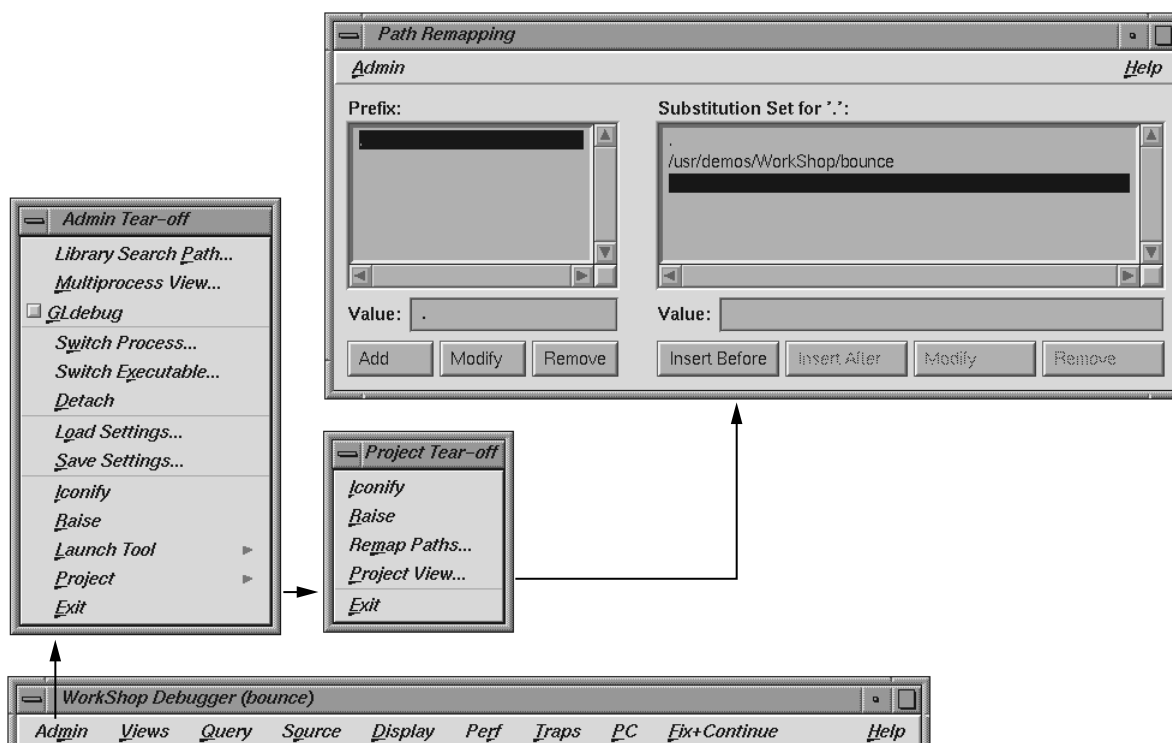 Path Remapping
Admin Help
Prefix: Substitution Set for '.':
. .
/usr/demos/WorkShop/bounce
Value: . Value:
Add Modify Remove Insert Before Insert After Modify Remove
Admin Tear-off
Library Search Path...
Multiprocess View...
GLdebug
Switch Process...
Switch Executable...
Detach
Load Settings...
Save Settings...
Iconify
Raise
Launch Tool
Project
Exit
Project Tear-off
Iconify
Raise
Remap Paths...
Project View...
Exit
WorkShop Debugger (bounce)
Admin Views Query Source Display Perf Traps PC Fix+Continue Help